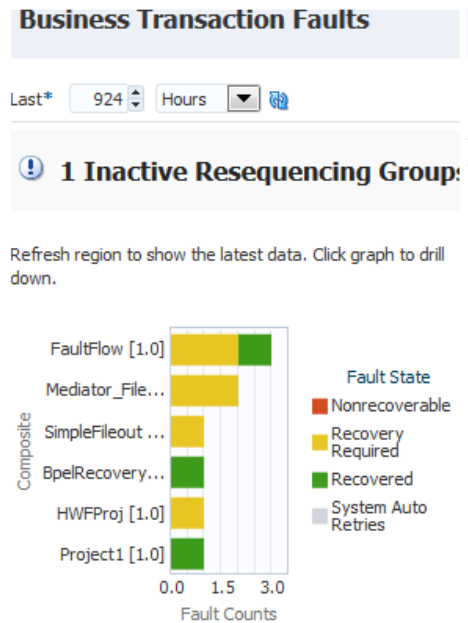 Business Transaction Faults
Last* 924 Hours
1 Inactive Resequencing Group
Refresh region to show the latest data. Click graph to drill
down.
FaultFlow [1.0]
Mediator_File...
SimpleFileout ...
BpelRecovery...
HWFProj [1.0]
Project1 [1.0]
Composite
0.0 1.5 3.0
Fault Counts
Fault State
Nonrecoverable
Recovery
Required
Recovered
System Auto
Retries